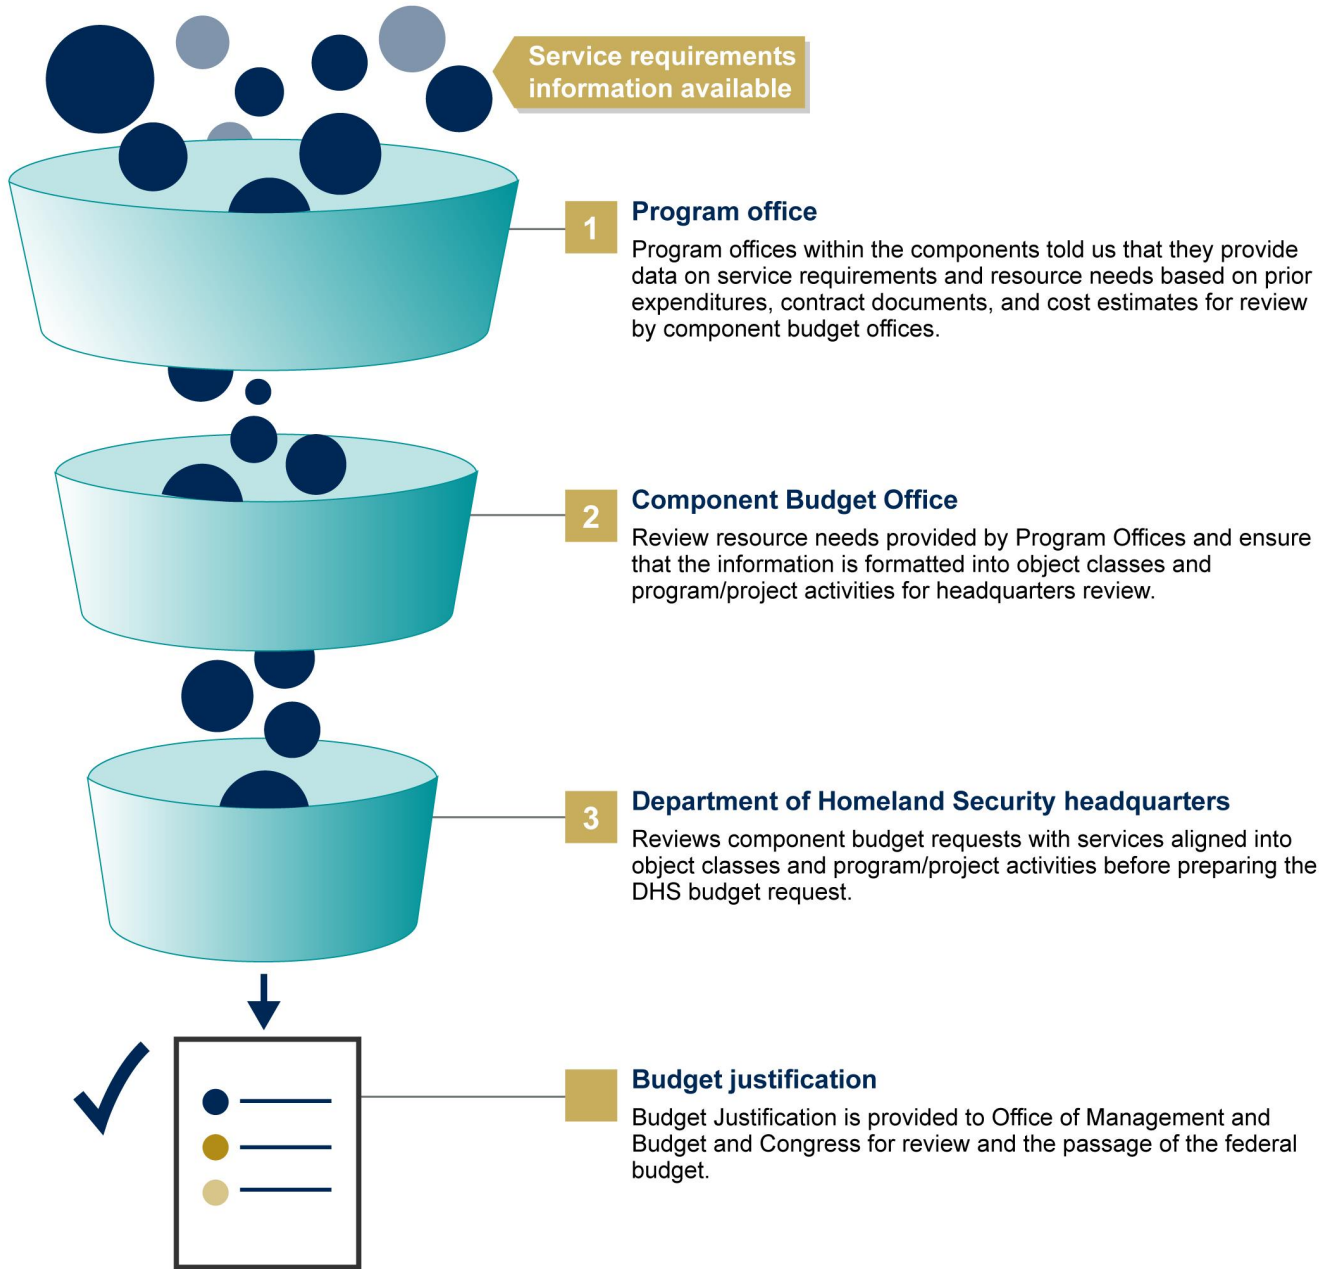 Service requirements
information available
1
Program office
Program offices within the components told us that they provide
data on service requirements and resource needs based on prior
expenditures, contract documents, and cost estimates for review
by component budget offices.
2
Component Budget Office
Review resource needs provided by Program Offices and ensure
that the information is formatted into object classes and
program/project activities for headquarters review.
3
Department of Homeland Security headquarters
Reviews component budget requests with services aligned into
object classes and program/project activities before preparing the
DHS budget request.
Budget justification
Budget Justification is provided to Office of Management and
Budget and Congress for review and the passage of the federal
budget.